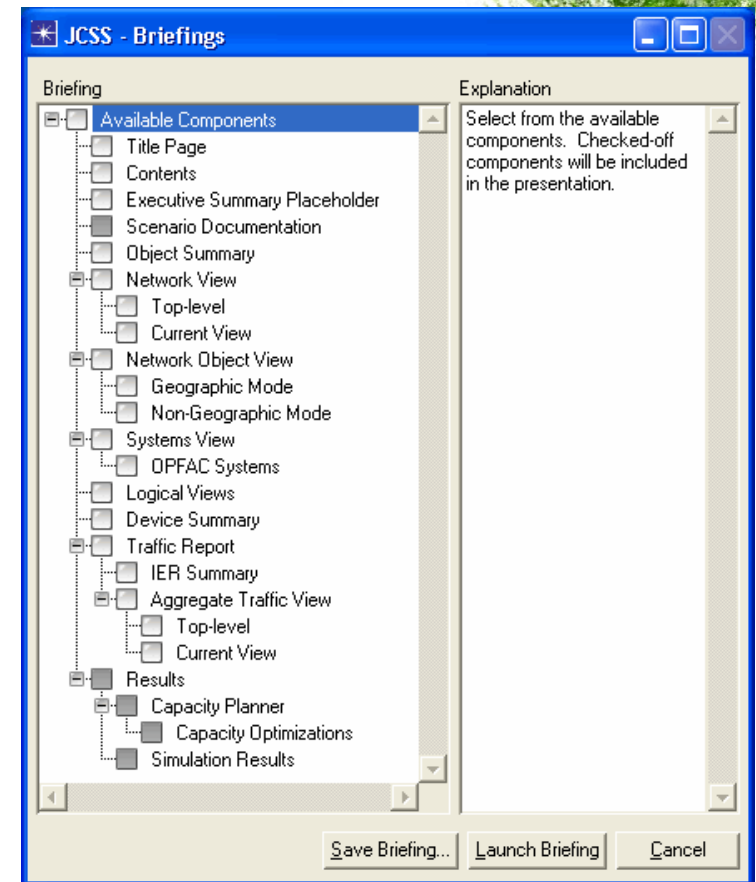 JCSS - Briefings
Briefing
Available Components
Title Page
Contents
Executive Summary Placeholder
Scenario Documentation
Object Summary
Network View
Top-level
Current View
Network Object View
Geographic Mode
Non-Geographic Mode
Systems View
OPFAC Systems
Logical Views
Device Summary
Traffic Report
IER Summary
Aggregate Traffic View
Top-level
Current View
Results
Capacity Planner
Capacity Optimizations
Simulation Results
Explanation
Select from the available
components. Checked-off
components will be included
in the presentation.
Save Briefing...
Launch Briefing
Cancel